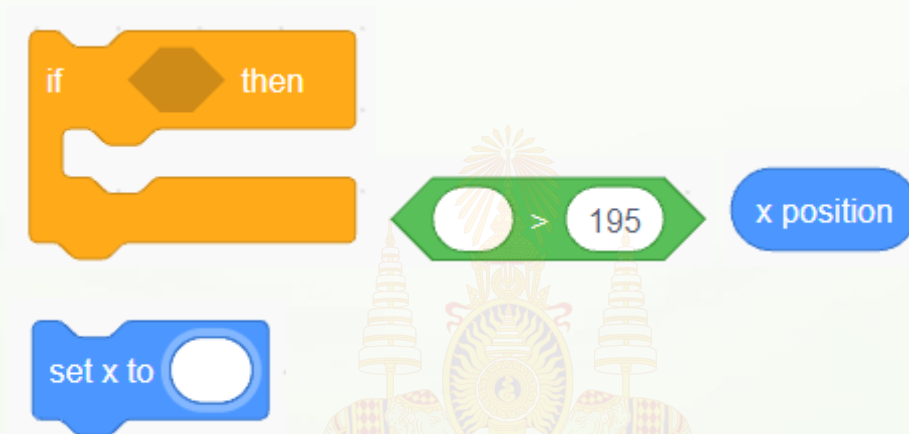 if then
> 195
x position
set x to